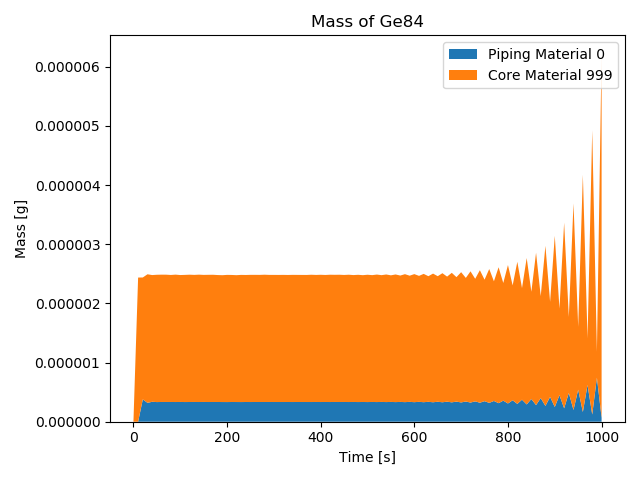 Mass of Ge84
Piping Material 0
Core Material 999
Mass [g]
0.000006
0.000005
0.000004
0.000003
0.000002
0.000001
0.000000
0
200
400
600
800
1000
Time [s]